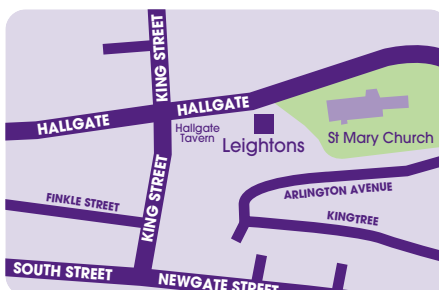 KING STREET
HALLGATE
HALLGATE
Hallgate
Tavern
Leightons
St Mary Church
KING STREET
ARLINGTON AVENUE
FINKLE STREET
KINGTREE
SOUTH STREET
NEWGATE STREET